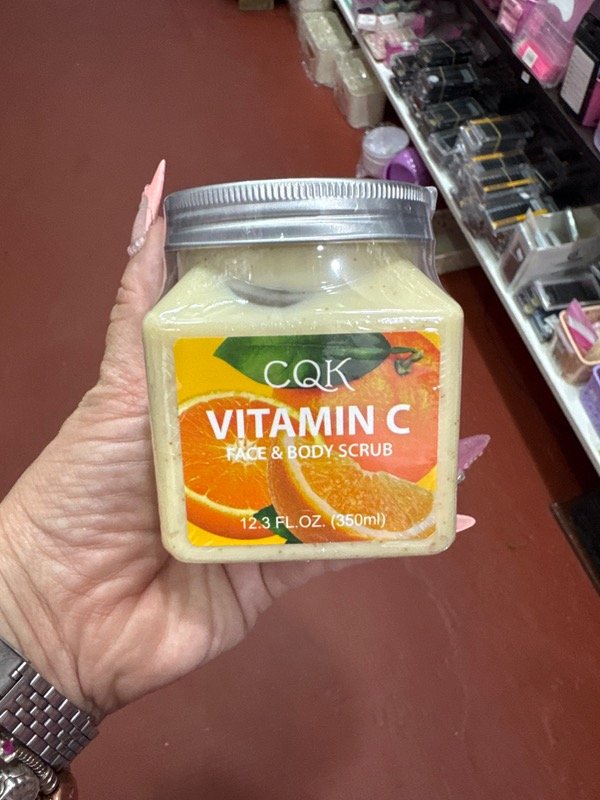 CQK
VITAMIN C
FACE & BODY SCRUB
12.3 FL.OZ. (350ml)